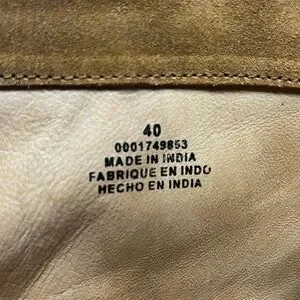 40
0001749853
MADE IN INDIA
FABRIQUE EN INDO
HECHO EN INDIA